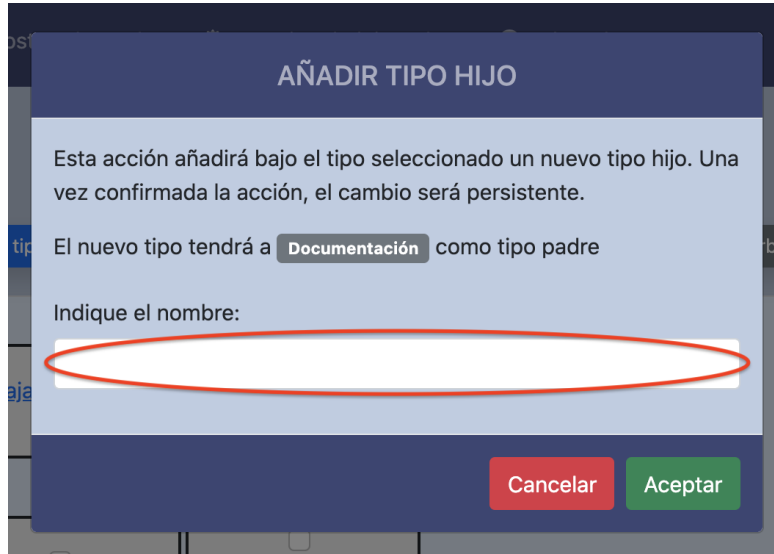 AÑADIR TIPO HIJO
Esta acción añadirá bajo el tipo seleccionado un nuevo tipo hijo. Una
vez confirmada la acción, el cambio será persistente.
El nuevo tipo tendrá a Documentación como tipo padre
Indique el nombre:
Cancelar Aceptar